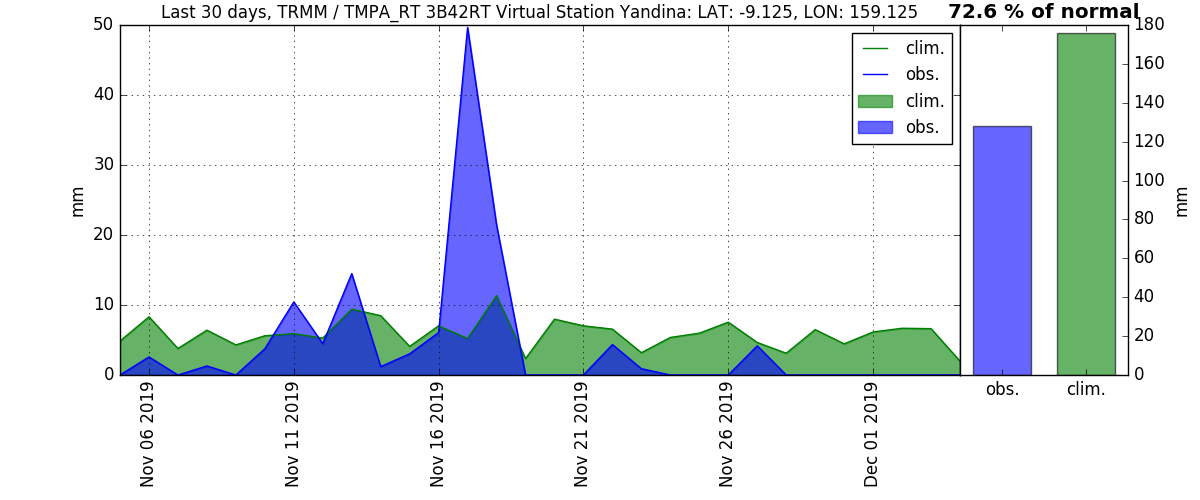 Last 30 days, TRMM / TMPA_RT 3B42RT Virtual Station Yandina: LAT: -9.125, LON: 159.125
72.6 % of normal
50
40
30
20
10
0
mm
clim.
obs.
clim.
obs.
180
160
140
120
100
80
60
40
20
0
mm
obs.
clim.
Nov 06 2019
Nov 11 2019
Nov 16 2019
Nov 21 2019
Nov 26 2019
Dec 01 2019